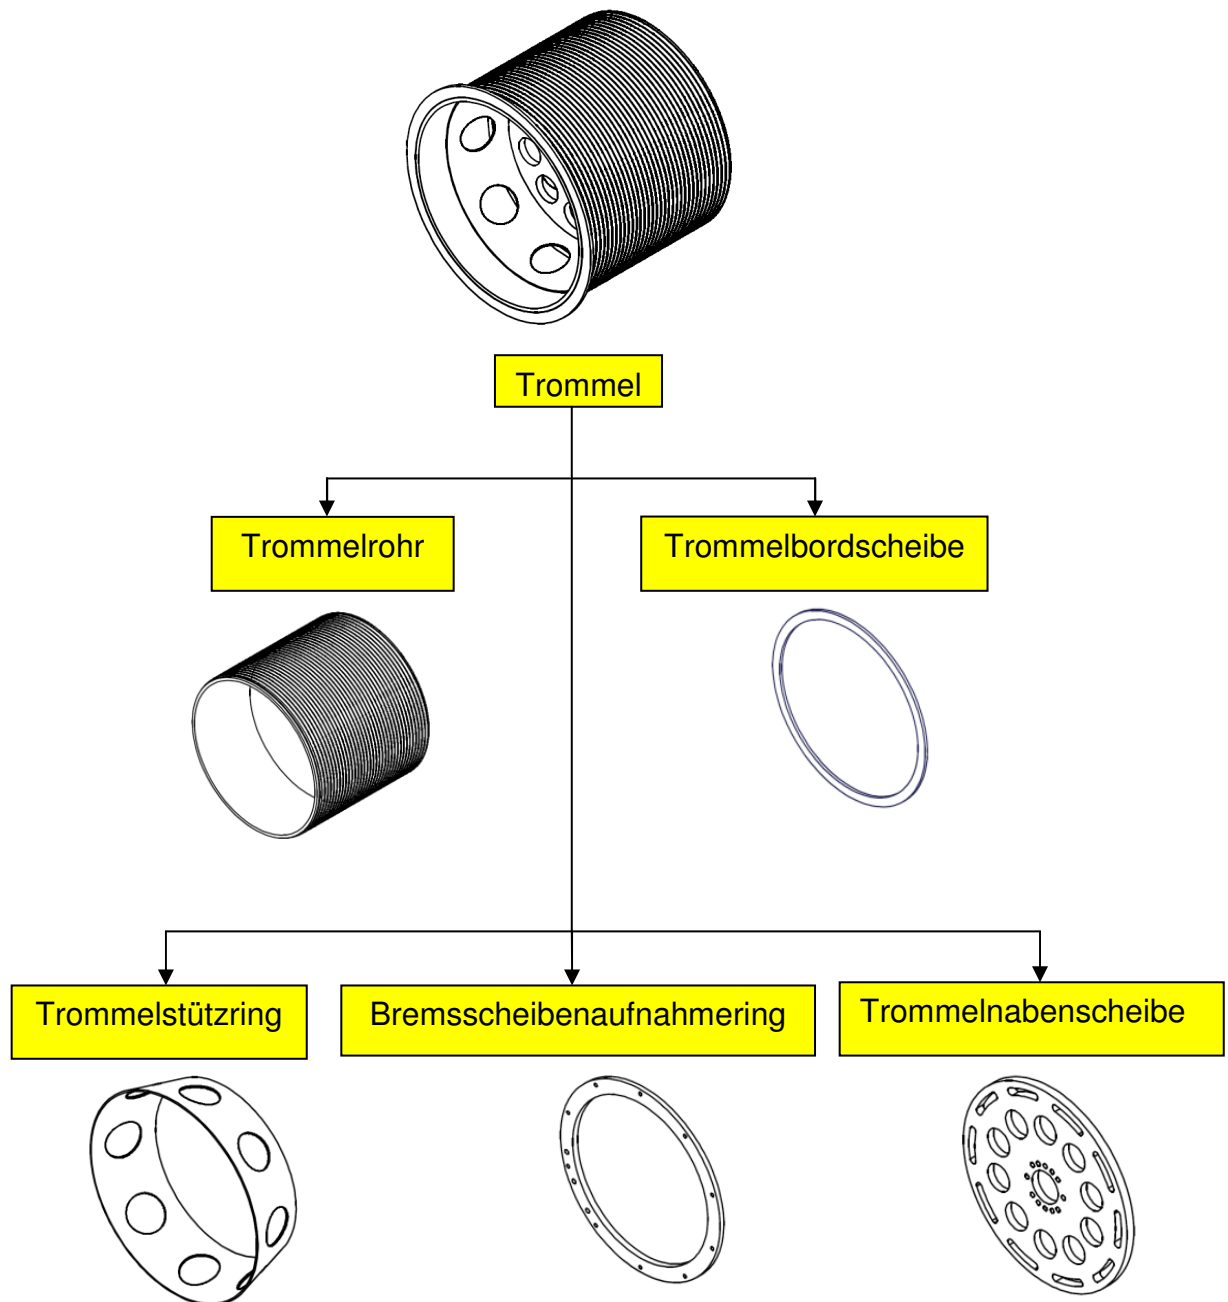 Trommel
Trommelrohr
Trommelbordscheibe
Trommelstützring
Bremsscheibenaufnahmering
Trommelnabenscheibe